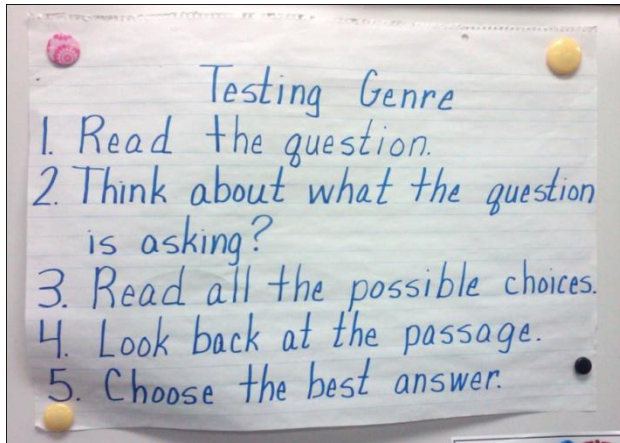 Testing Genre
1. Read the question.
2. Think about what the question
is asking?
3. Read all the possible choices.
4. Look back at the passage.
5. Choose the best answer.